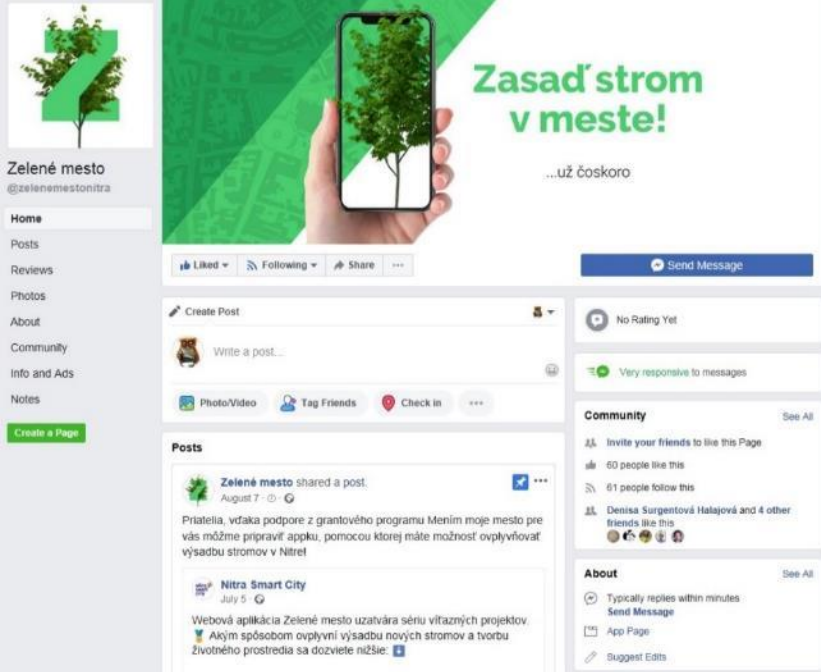 Z
Zelené mesto
@zelenemestonitra
Home
Posts
Reviews
Photos
About
Community
Info and Ads
Notes
Create a Page
Zasaď strom
v meste!
...už čoskoro
Liked
Following
Share
Send Message
Create Post
Write a post...
Photo/Video
Tag Friends
Check in
Posts
Zelené mesto shared a post.
August 7
Priatelia, vďaka podpore z grantového programu Mením moje mesto pre
vás môžme pripraviť appku, pomocou ktorej máte možnosť ovplyvňovať
výsadbu stromov v Nitre!
Nitra Smart City
July 5
Webová aplikácia Zelené mesto uzatvára sériu víťazných projektov.
Akým spôsobom ovplyvní výsadbu nových stromov a tvorbu
životného prostredia sa dozviete nižšie:
No Rating Yet
Very responsive to messages
Community
See All
Invite your friends to like this Page
60 people like this
61 people follow this
Denisa Surgentová Halajová and 4 other
friends like this
About
See All
Typically replies within minutes
Send Message
App Page
Suggest Edits